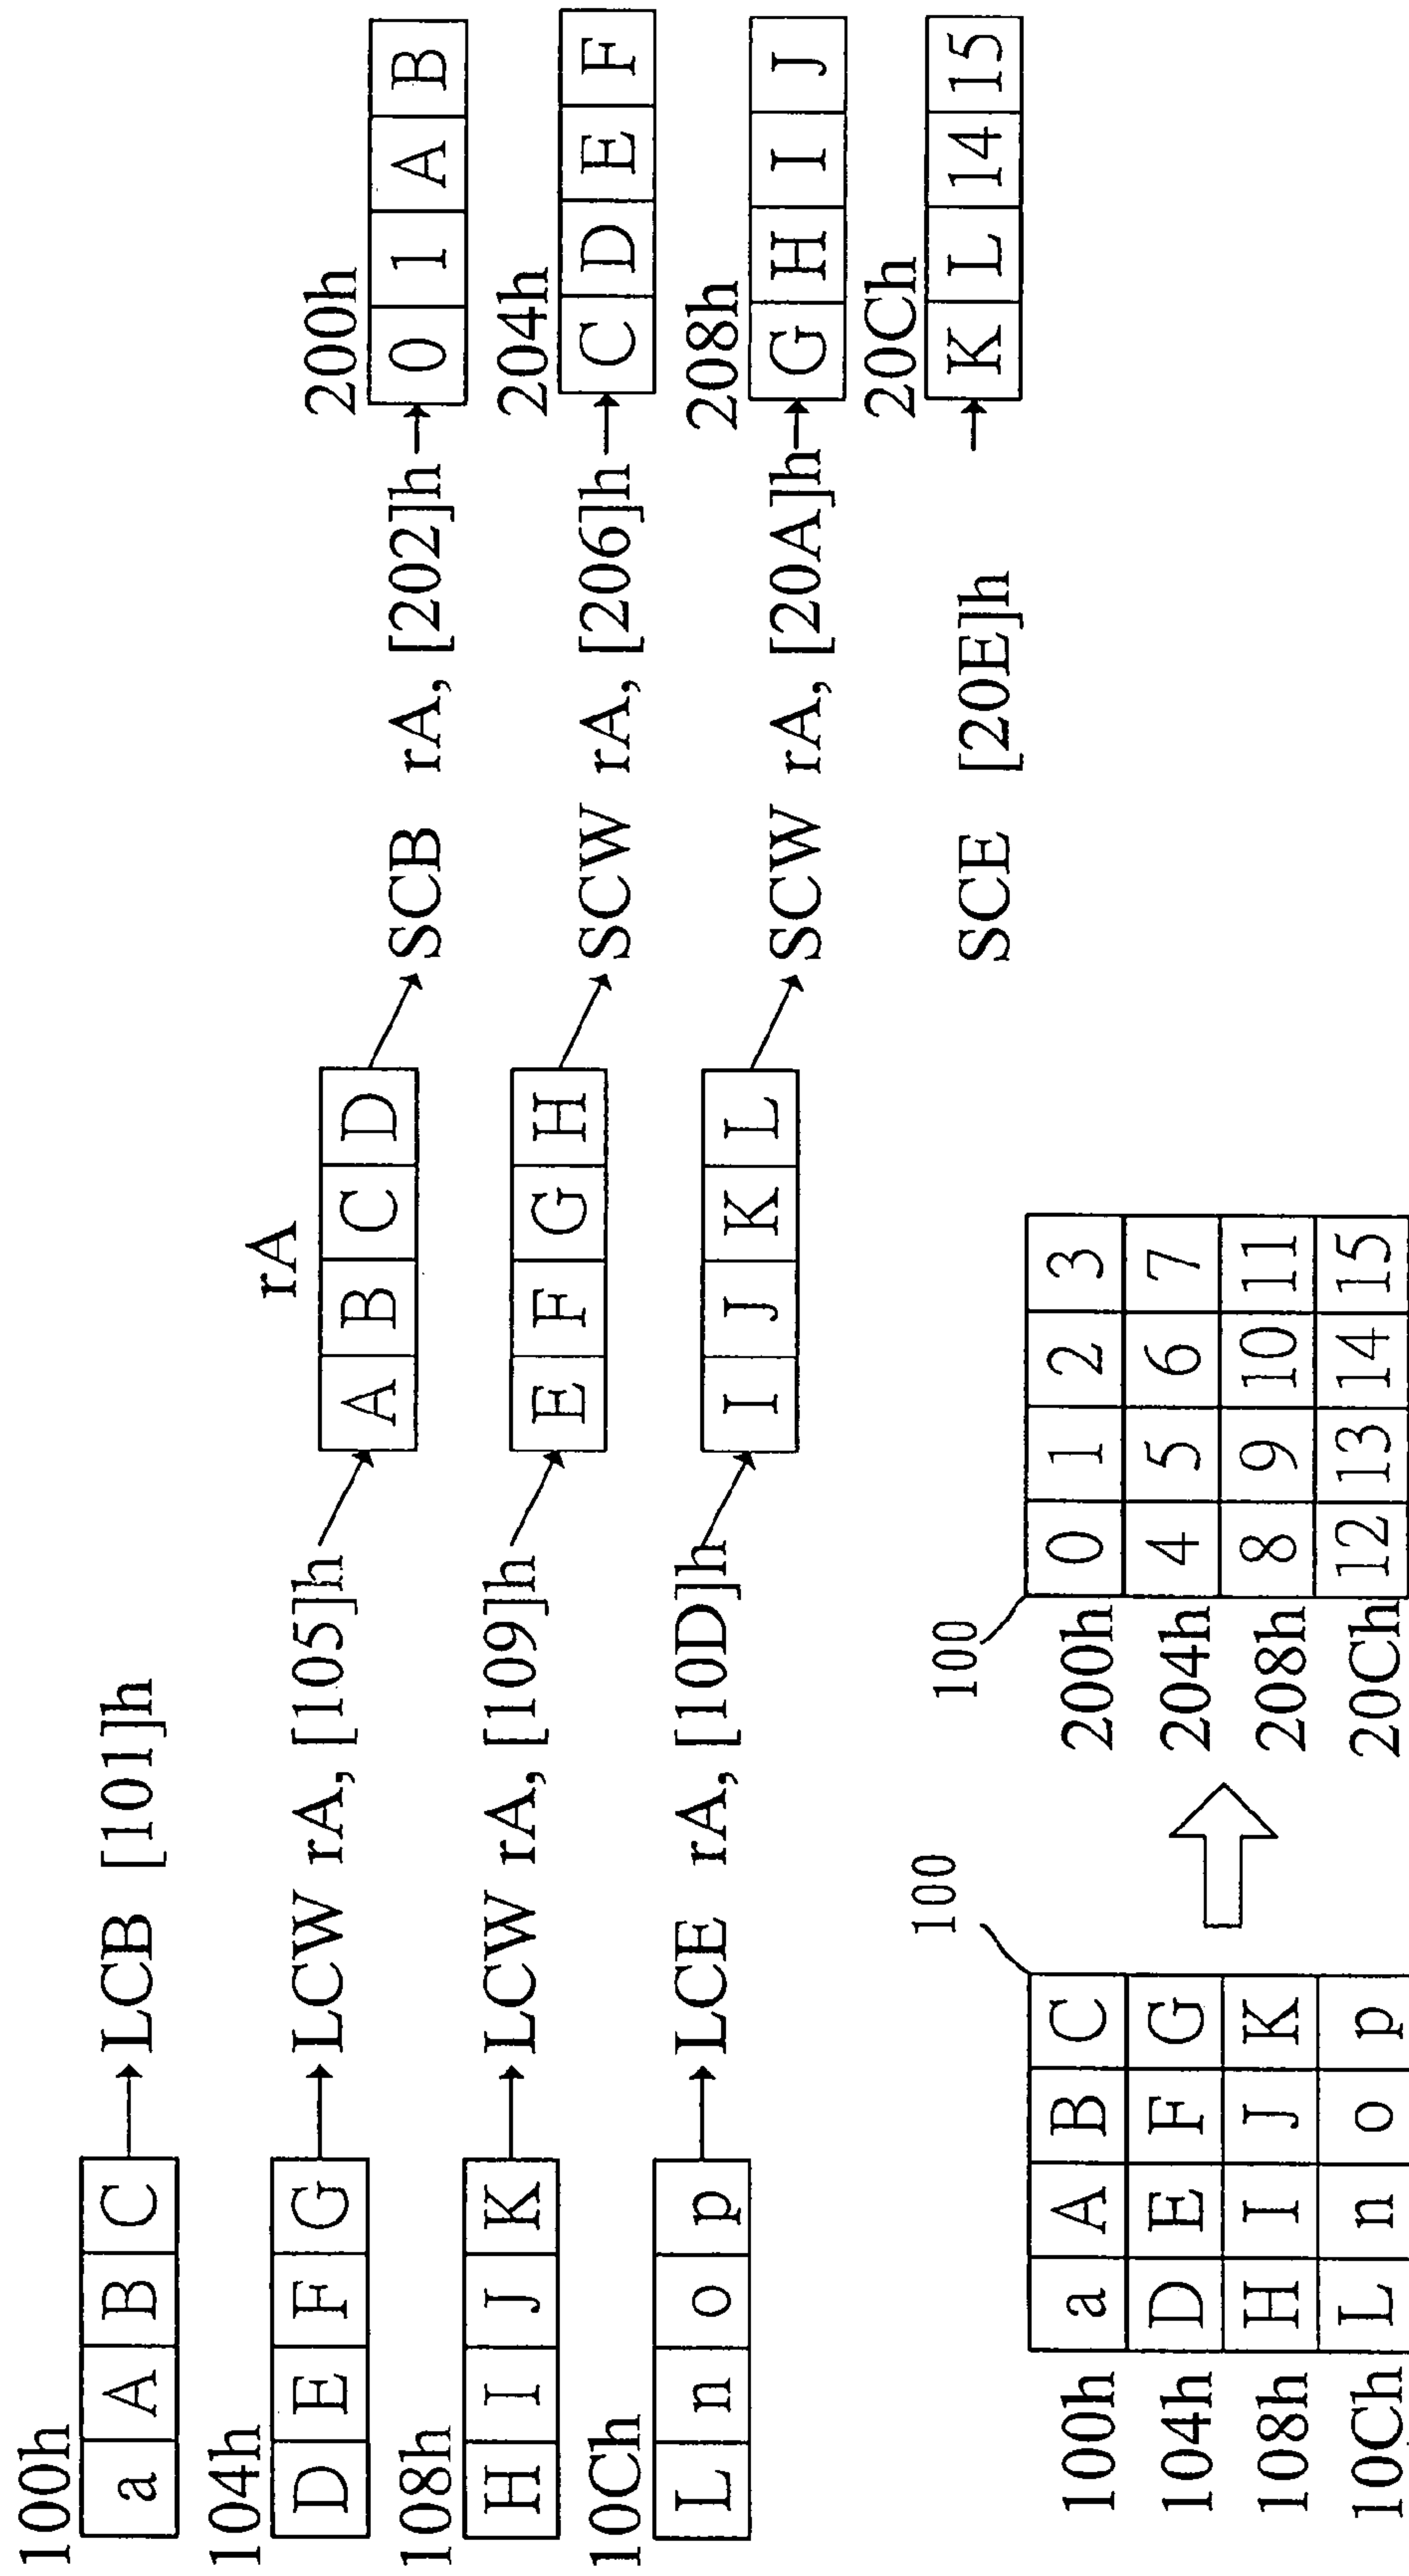 100h
a A B C → LCB [101]h
rA
200h
104h
D E F G → LCW rA, [105]h
A B C D
SCB rA, [202]h → 0 1 A B
204h
108h
H I J K → LCW rA, [109]h
E F G H
SCW rA, [206]h → C D E F
208h
10Ch
L n o p → LCE rA, [10D]h
I J K L
SCW rA, [20A]h → G H I J
20Ch
SCE [20E]h → K L 14 15
100
100
100h a A B C
104h D E F G
108h H I J K
10Ch L n o p
200h 0 1 2 3
204h 4 5 6 7
208h 8 9 10 11
20Ch 12 13 14 15